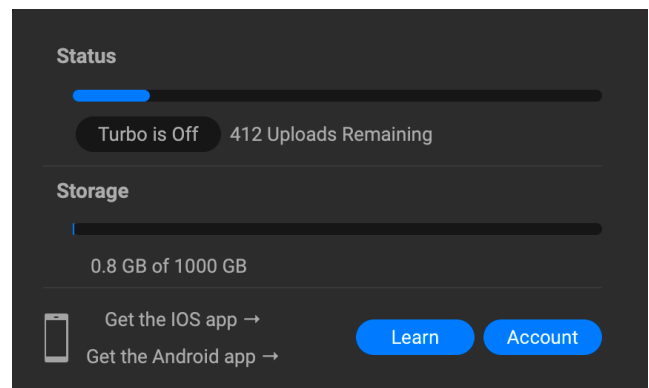 Status
Turbo is Off 412 Uploads Remaining
Storage
0.8 GB of 1000 GB
Get the IOS app →
Get the Android app →
Learn Account